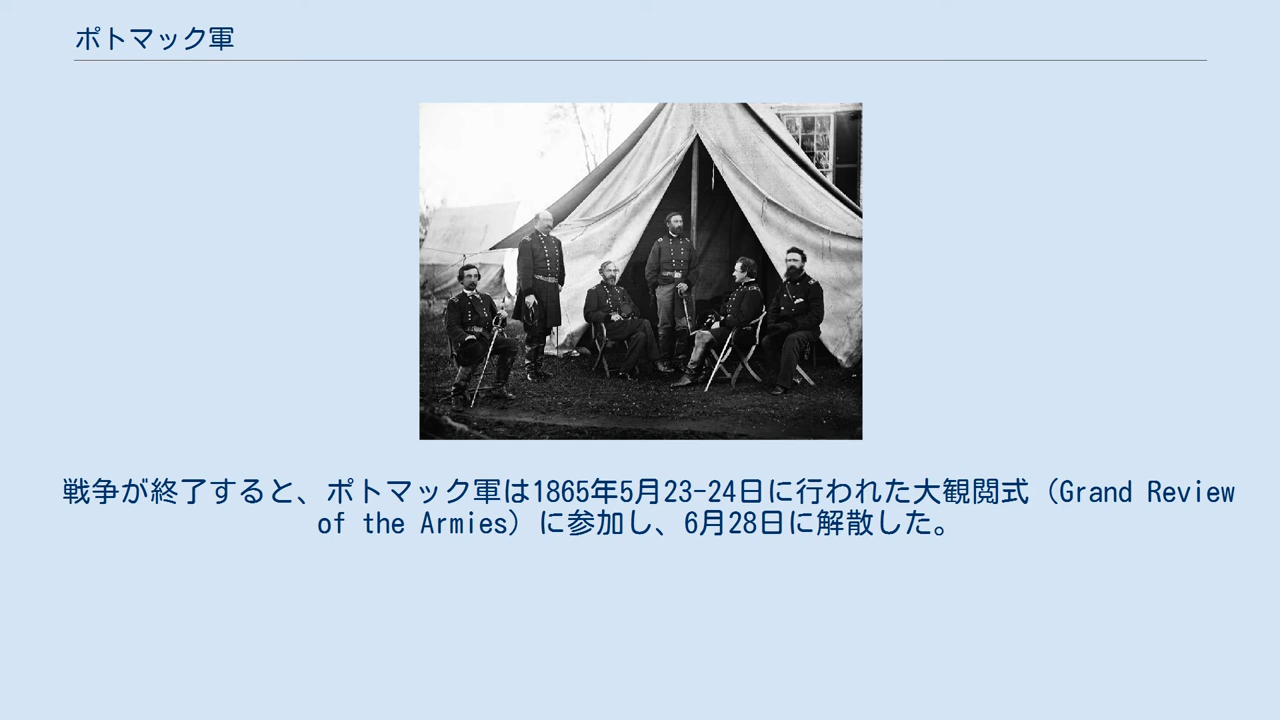 ポトマック軍
戦争が終了すると、ポトマック軍は1865年5月23-24日に行われた大観閲式（Grand Review
of the Armies）に参加し、6月28日に解散した。